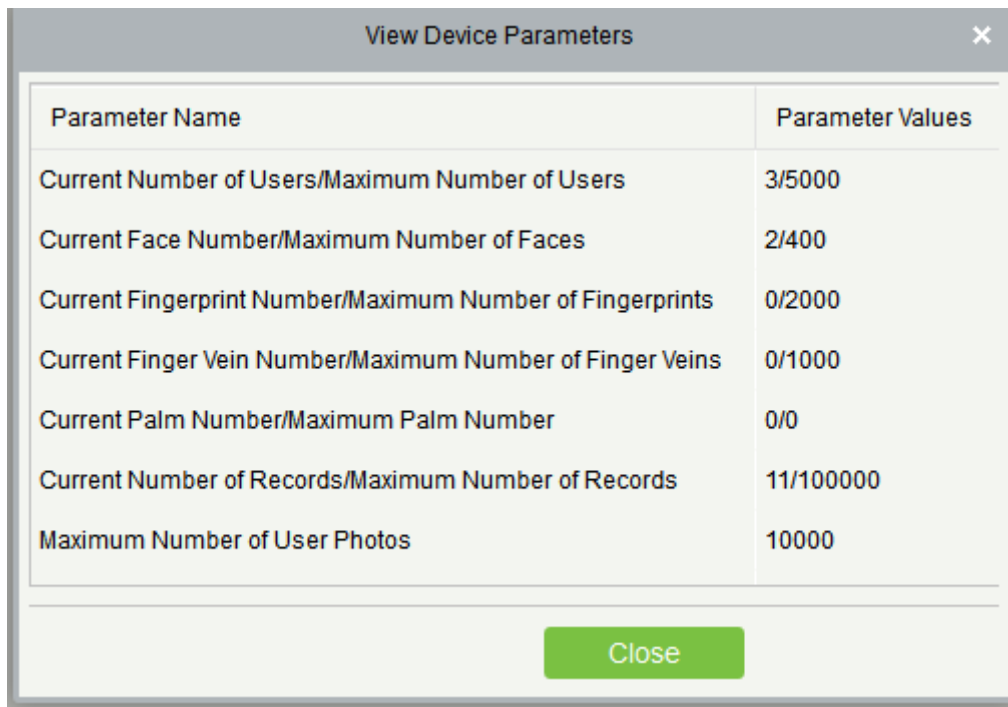 View Device Parameters ×
Parameter Name Parameter Values
Current Number of Users/Maximum Number of Users 3/5000
Current Face Number/Maximum Number of Faces 2/400
Current Fingerprint Number/Maximum Number of Fingerprints 0/2000
Current Finger Vein Number/Maximum Number of Finger Veins 0/1000
Current Palm Number/Maximum Palm Number 0/0
Current Number of Records/Maximum Number of Records 11/100000
Maximum Number of User Photos 10000
Close